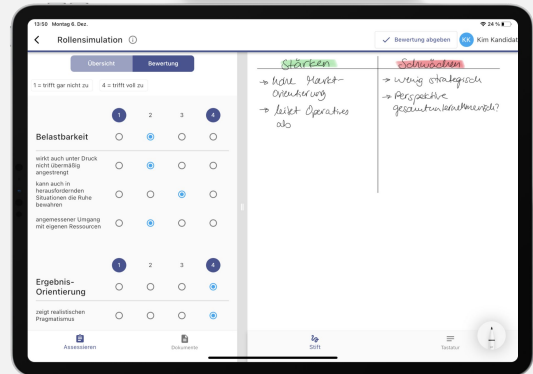 13:50 Montag 6. Dez.
24 %
Rollensimulation
Bewertung abgeben
KK
Kim Kandidat
Übersicht
Bewertung
1 = trifft gar nicht zu
4 = trifft voll zu
1 2 3 4
Belastbarkeit
wirkt auch unter Druck
nicht übermäßig
angestrengt
kann auch in
herausfordernden
Situationen die Ruhe
bewahren
angemessener Umgang
mit eigenen Ressourcen
1 2 3 4
Ergebnis-
Orientierung
zeigt realistischen
Pragmatismus
Assessieren
Dokumente
Stärken
→ hohe Markt-
Orientierung
→ leitet Operatives
ab
Schwächen
→ wenig strategisch
→ Perspektive
gesamtunternehmerisch?
Stift
Tastatur